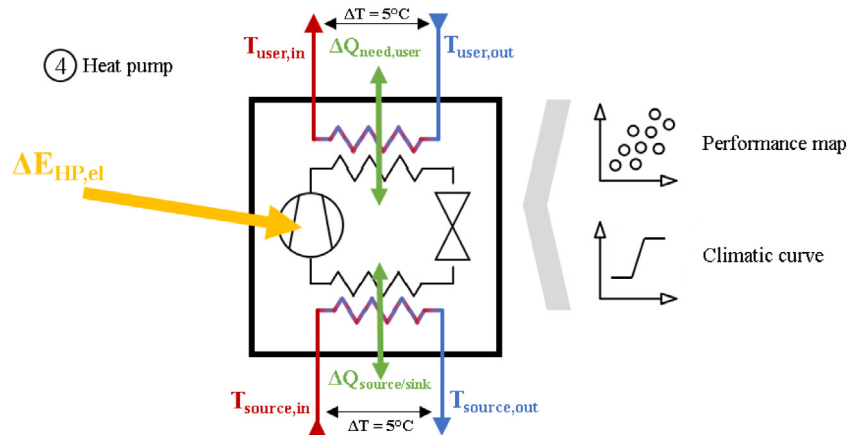 ΔT = 5°C
T_user,in
ΔQ_need,user
T_user,out
4 Heat pump
ΔE_HP,el
Performance map
Climatic curve
ΔQ_source/sink
T_source,in
T_source,out
ΔT = 5°C